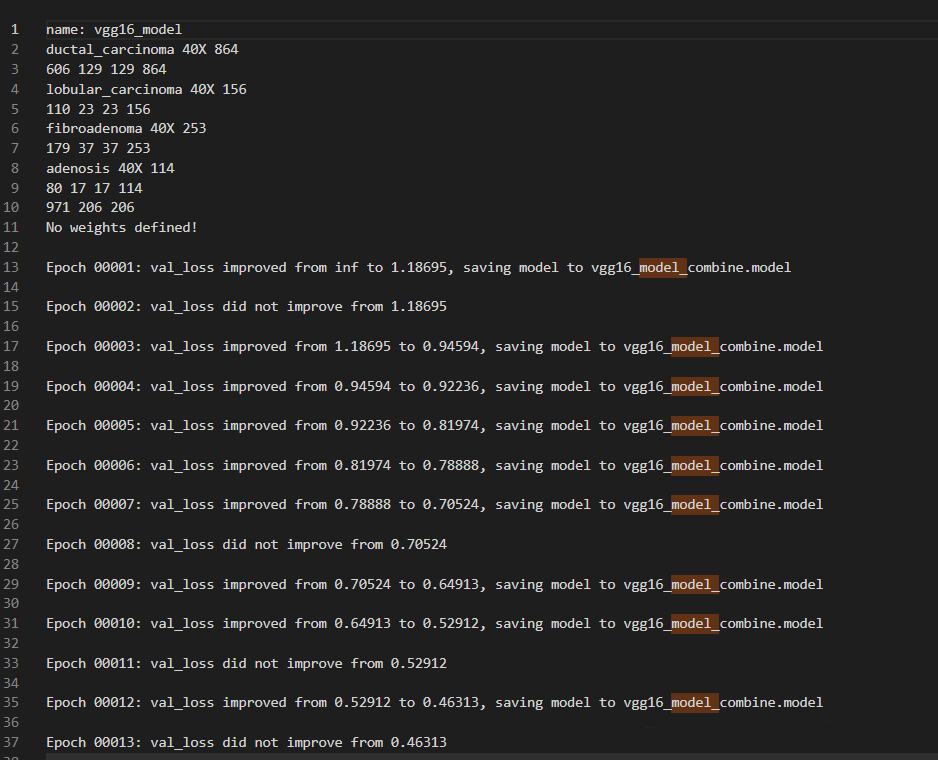 1 name: vgg16_model
2 ductal_carcinoma 40X 864
3 606 129 129 864
4 lobular_carcinoma 40X 156
5 110 23 23 156
6 fibroadenoma 40X 253
7 179 37 37 253
8 adenosis 40X 114
9 80 17 17 114
10 971 206 206
11 No weights defined!
12
13 Epoch 00001: val_loss improved from inf to 1.18695, saving model to vgg16_model_combine.model
14
15 Epoch 00002: val_loss did not improve from 1.18695
16
17 Epoch 00003: val_loss improved from 1.18695 to 0.94594, saving model to vgg16_model_combine.model
18
19 Epoch 00004: val_loss improved from 0.94594 to 0.92236, saving model to vgg16_model_combine.model
20
21 Epoch 00005: val_loss improved from 0.92236 to 0.81974, saving model to vgg16_model_combine.model
22
23 Epoch 00006: val_loss improved from 0.81974 to 0.78888, saving model to vgg16_model_combine.model
24
25 Epoch 00007: val_loss improved from 0.78888 to 0.70524, saving model to vgg16_model_combine.model
26
27 Epoch 00008: val_loss did not improve from 0.70524
28
29 Epoch 00009: val_loss improved from 0.70524 to 0.64913, saving model to vgg16_model_combine.model
30
31 Epoch 00010: val_loss improved from 0.64913 to 0.52912, saving model to vgg16_model_combine.model
32
33 Epoch 00011: val_loss did not improve from 0.52912
34
35 Epoch 00012: val_loss improved from 0.52912 to 0.46313, saving model to vgg16_model_combine.model
36
37 Epoch 00013: val_loss did not improve from 0.46313